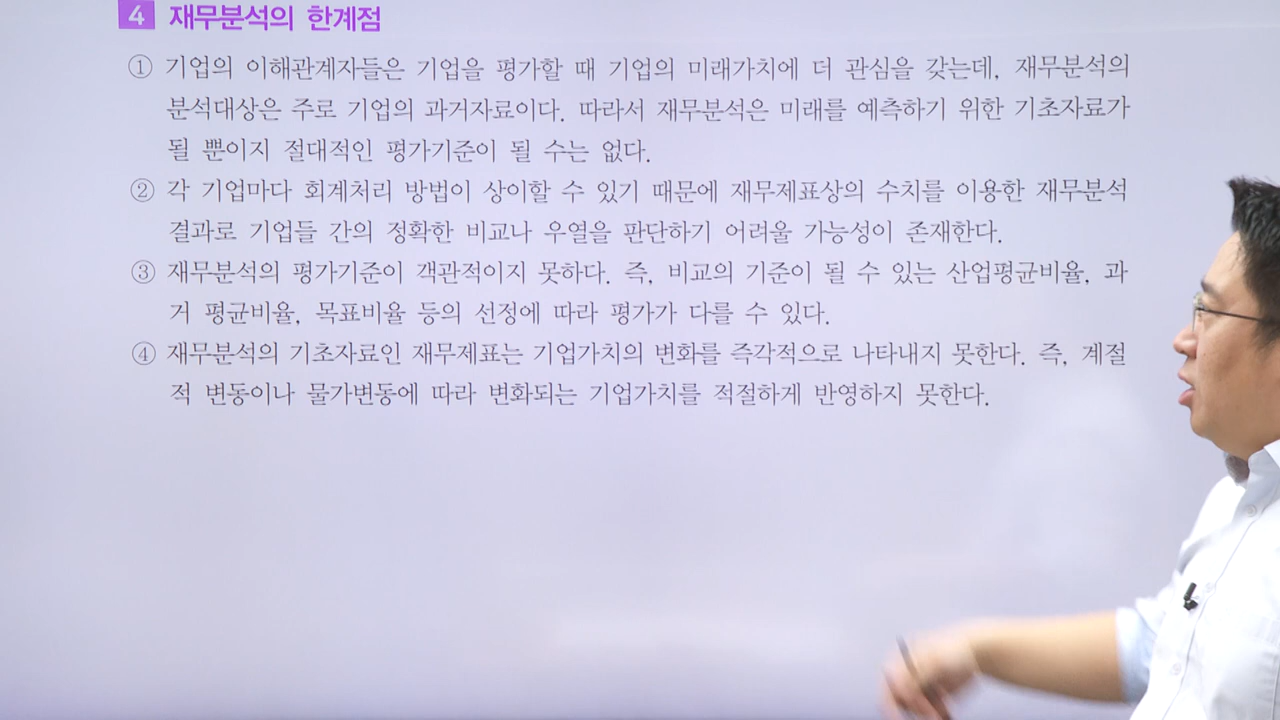 4 재무분석의 한계점
① 기업의 이해관계자들은 기업을 평가할 때 기업의 미래가치에 더 관심을 갖는데, 재무분석의
분석대상은 주로 기업의 과거자료이다. 따라서 재무분석은 미래를 예측하기 위한 기초자료가
될 뿐이지 절대적인 평가기준이 될 수는 없다.
② 각 기업마다 회계처리 방법이 상이할 수 있기 때문에 재무제표상의 수치를 이용한 재무분석
결과로 기업들 간의 정확한 비교나 우열을 판단하기 어려울 가능성이 존재한다.
③ 재무분석의 평가기준이 객관적이지 못하다. 즉, 비교의 기준이 될 수 있는 산업평균비율, 과
거 평균비율, 목표비율 등의 선정에 따라 평가가 다를 수 있다.
④ 재무분석의 기초자료인 재무제표는 기업가치의 변화를 즉각적으로 나타내지 못한다. 즉, 계절
적 변동이나 물가변동에 따라 변화되는 기업가치를 적절하게 반영하지 못한다.